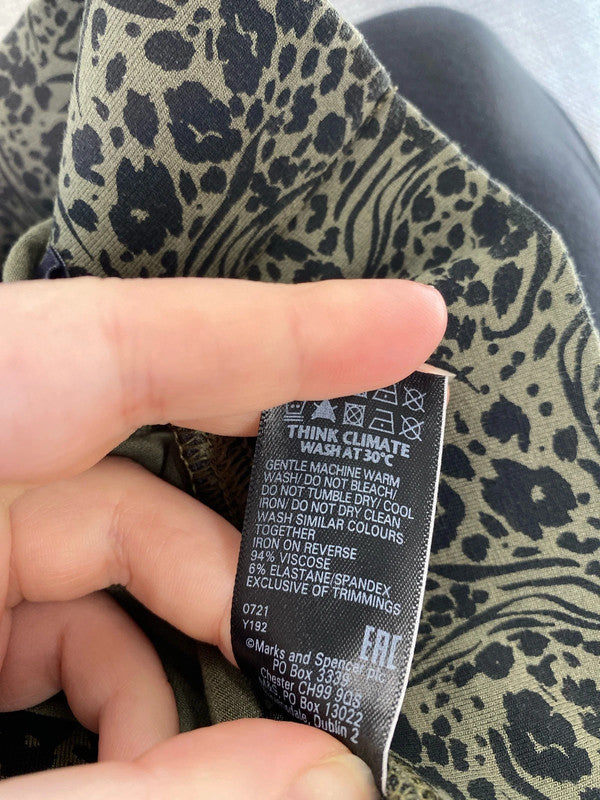 THINK CLIMATE
WASH AT 30°C
GENTLE MACHINE WARM
WASH/ DO NOT BLEACH/
DO NOT TUMBLE DRY/ COOL
IRON/ DO NOT DRY CLEAN
WASH SIMILAR COLOURS
TOGETHER
IRON ON REVERSE
94% VISCOSE
6% ELASTANE/SPANDEX
EXCLUSIVE OF TRIMMINGS
0721
Y192
EAC
©Marks and Spencer plc
PO Box 3339
Chester CH99 9QS
PO Box 13022
Dublin 2